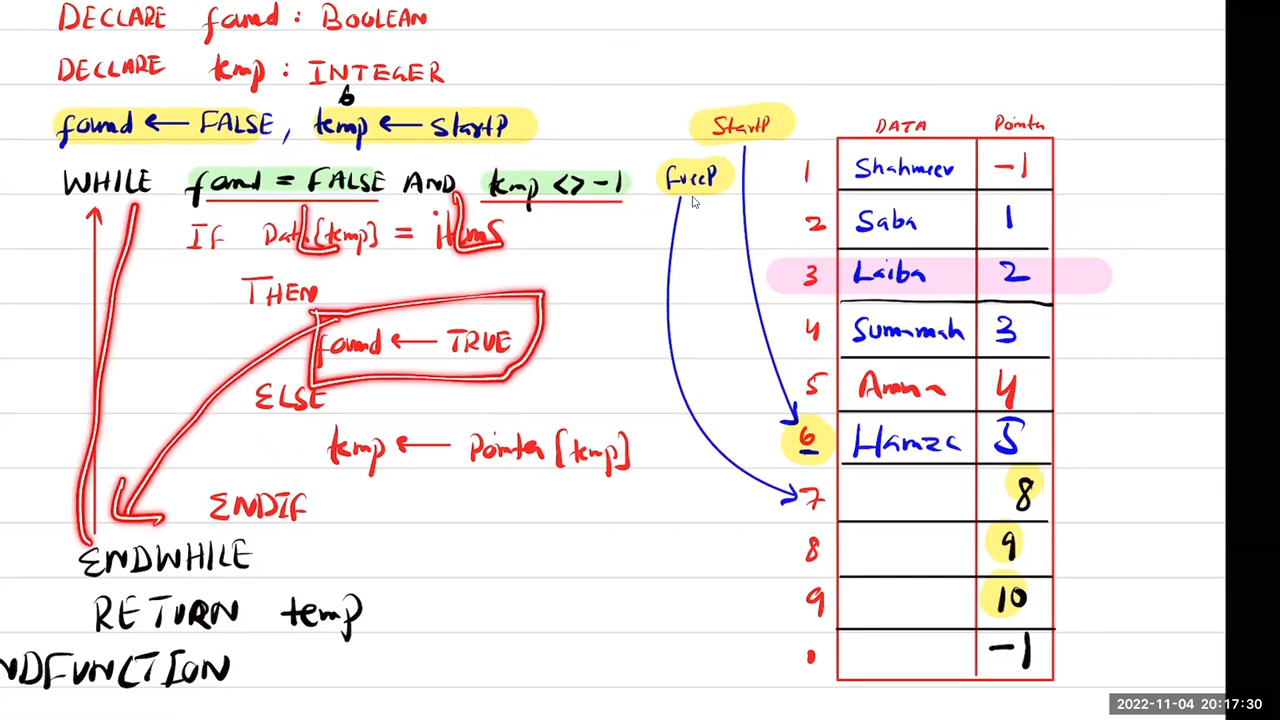 DECLARE found : BOOLEAN
DECLARE temp : INTEGER
6
found ← FALSE, temp ← StartP
WHILE found = FALSE AND temp <> -1
IF Data[temp] = items
THEN
found ← TRUE
ELSE
temp ← Pointer[temp]
ENDIF
ENDWHILE
RETURN temp
NDFUNCTION
StartP
freeP
DATA Pointer
1 Shahmeer -1
2 Saba 1
3 Laiba 2
4 Summah 3
5 4
6 Hamza 5
7 8
8 9
9 10
0 -1
2022-11-04 20:17:30